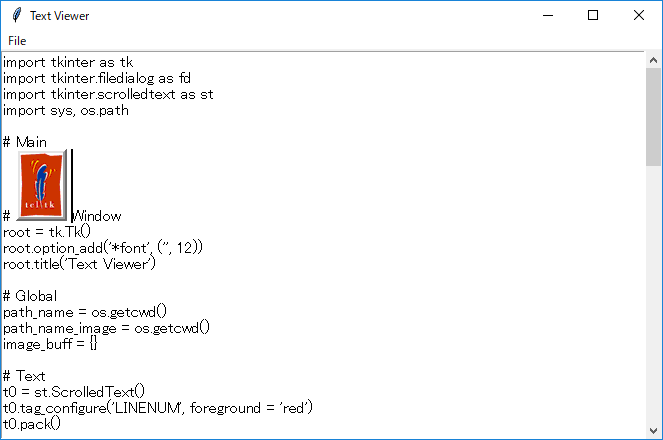 Text Viewer
File
import tkinter as tk
import tkinter.filedialog as fd
import tkinter.scrolledtext as st
import sys, os.path
# Main
tcl tk
# Window
root = tk.Tk()
root.option_add('*font', ('', 12))
root.title('Text Viewer')
# Global
path_name = os.getcwd()
path_name_image = os.getcwd()
image_buff = {}
# Text
t0 = st.ScrolledText()
t0.tag_configure('LINENUM', foreground = 'red')
t0.pack()